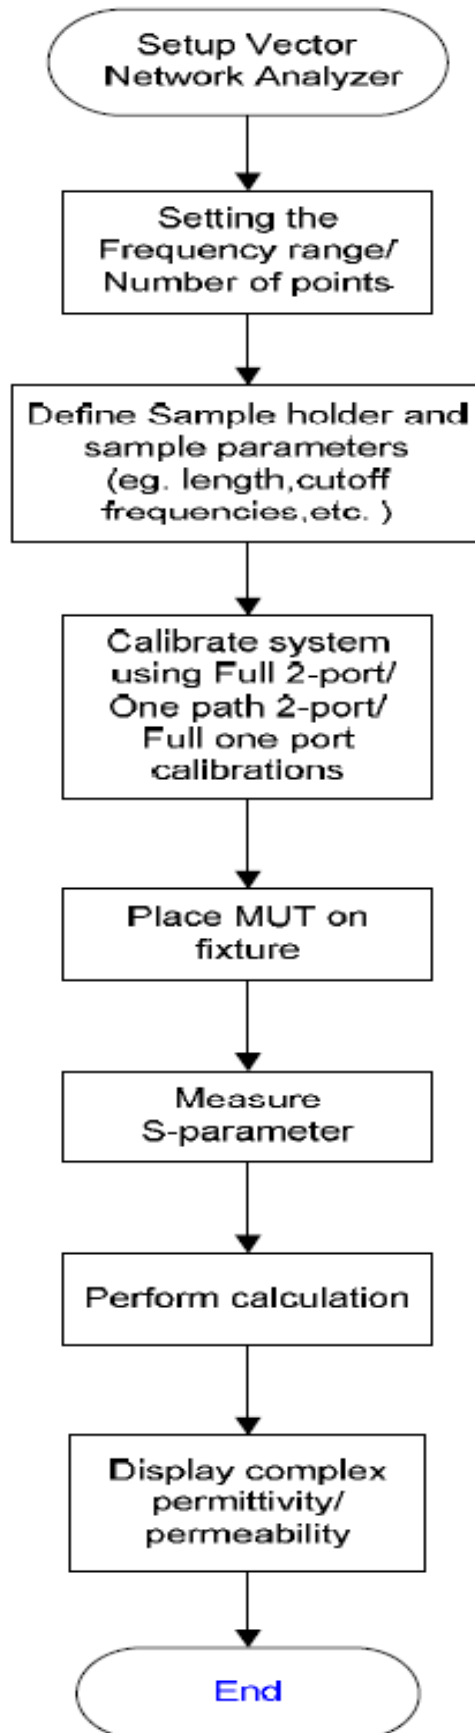 Setup Vector
Network Analyzer
Setting the
Frequency range/
Number of points
Define Sample holder and
sample parameters
(eg. length,cutoff
frequencies,etc. )
Calibrate system
using Full 2-port/
One path 2-port/
Full one port
calibrations
Place MUT on
fixture
Measure
S-parameter
Perform calculation
Display complex
permittivity/
permeability
End